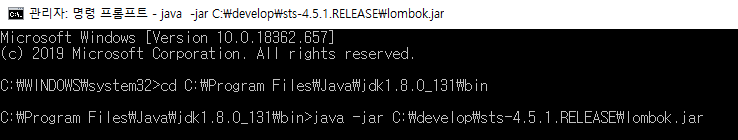 관리자: 명령 프롬프트 - java -jar C:₩develop₩sts-4.5.1.RELEASE₩lombok.jar
Microsoft Windows [Version 10.0.18362.657]
(c) 2019 Microsoft Corporation. All rights reserved.
C:₩WINDOWS₩system32>cd C:₩Program Files₩Java₩jdk1.8.0_131₩bin
C:₩Program Files₩Java₩jdk1.8.0_131₩bin>java -jar C:₩develop₩sts-4.5.1.RELEASE₩lombok.jar